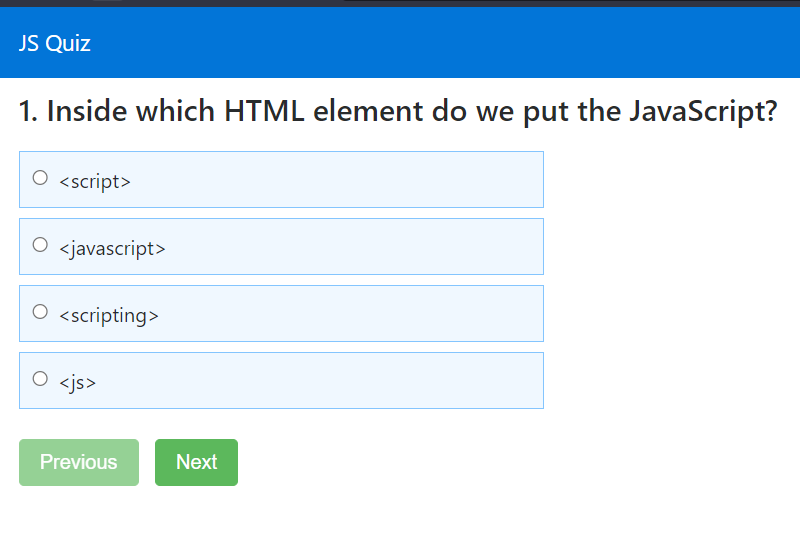 JS Quiz
1. Inside which HTML element do we put the JavaScript?
<script>
<javascript>
<scripting>
<js>
Previous
Next